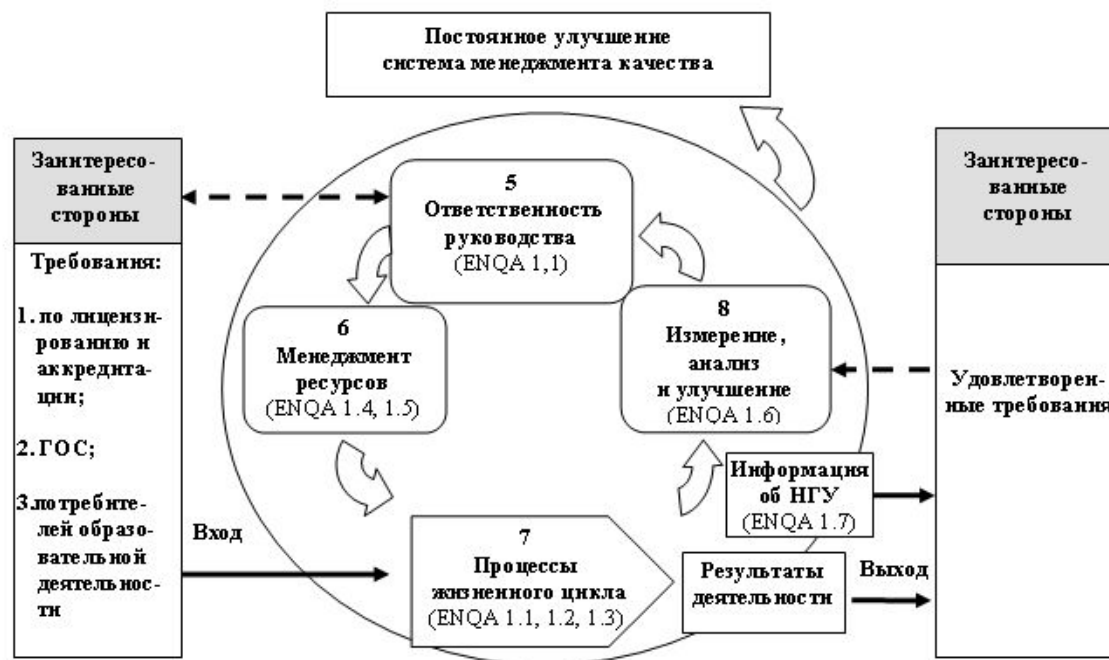 Постоянное улучшение
система менеджмента качества
Заинтересо-
ванные
стороны
Требования:
1. по лицензи-
рованию и
аккредита-
ции;
2. ГОС;
3.потребите-
лей образо-
вательной
деятельнос-
ти
Вход
5
Ответственность
руководства
(ENQA 1,1)
6
Менеджмент
ресурсов
(ENQA 1.4, 1.5)
7
Процессы
жизненного цикла
(ENQA 1.1, 1.2, 1.3)
8
Измерение,
анализ
и улучшение
(ENQA 1.6)
Информация
об НГУ
(ENQA 1.7)
Результаты
деятельности
Выход
Заинтересо-
ванные
стороны
Удовлетворен-
ные требования